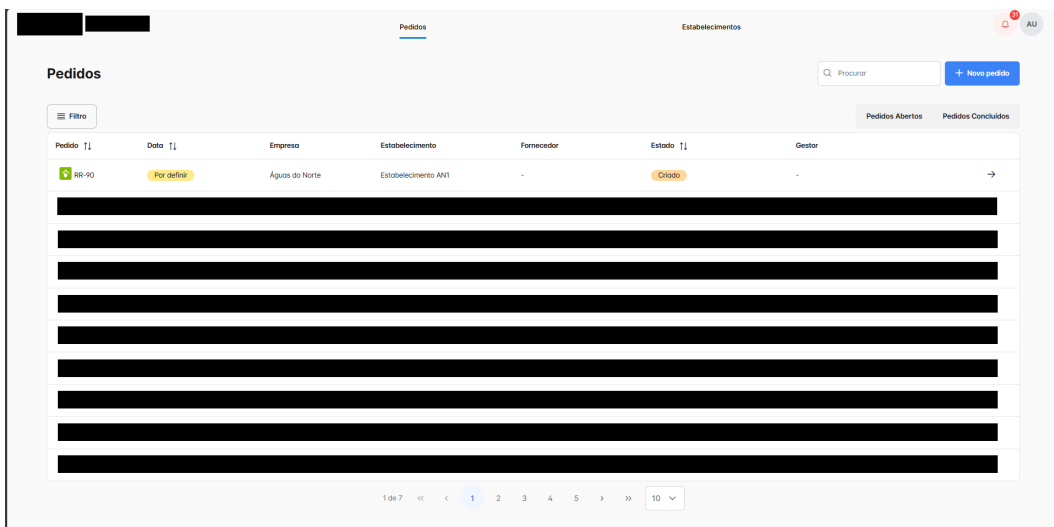 Pedidos Estabelecimentos 31 AU
Pedidos Procurar + Novo pedido
Filtro Pedidos Abertos Pedidos Concluídos
Pedido Data Empresa Estabelecimento Fornecedor Estado Gestor
RR-90 Por definir Águas do Norte Estabelecimento AN1 - Criado -
1 de 7 << < 1 2 3 4 5 > >> 10